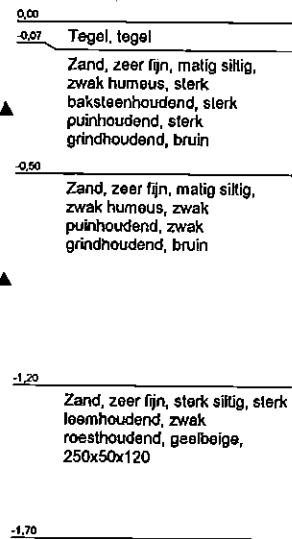 0,00
-0,07 Tegel, tegel
Zand, zeer fijn, matig siltig,
zwak humeus, sterk
baksteenhoudend, sterk
puinhoudend, sterk
grindhoudend, bruin
-0,50
Zand, zeer fijn, matig siltig,
zwak humeus, zwak
puinhoudend, zwak
grindhoudend, bruin
-1,20
Zand, zeer fijn, sterk siltig, sterk
leemhoudend, zwak
roesthoudend, geelbeige,
250x50x120
-1,70